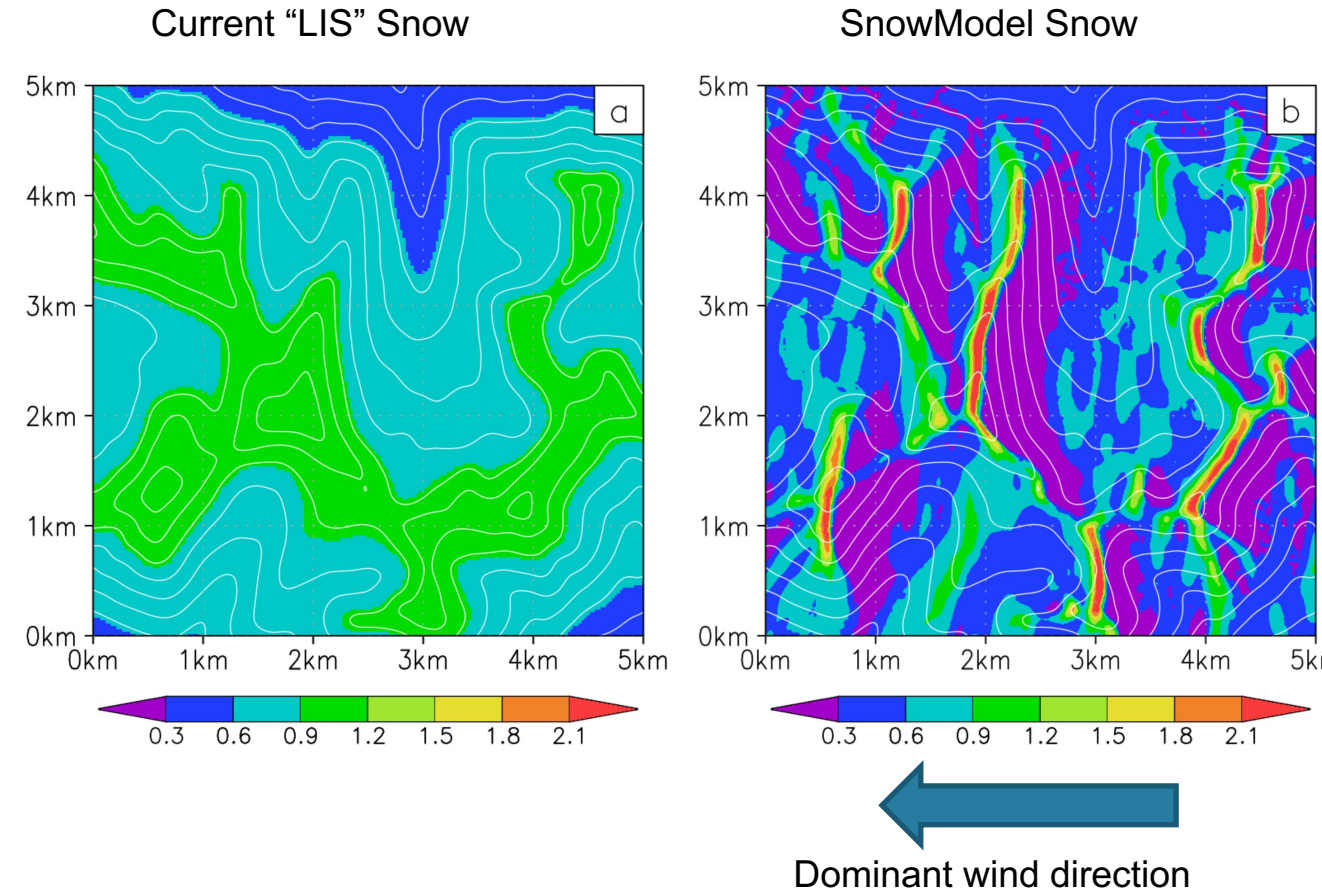 Current “LIS” Snow
SnowModel Snow
5km
4km
3km
2km
1km
0km
a
0km 1km 2km 3km 4km 5km
0.3 0.6 0.9 1.2 1.5 1.8 2.1
5km
4km
3km
2km
1km
0km
b
0km 1km 2km 3km 4km 5k
0.3 0.6 0.9 1.2 1.5 1.8 2.1
Dominant wind direction